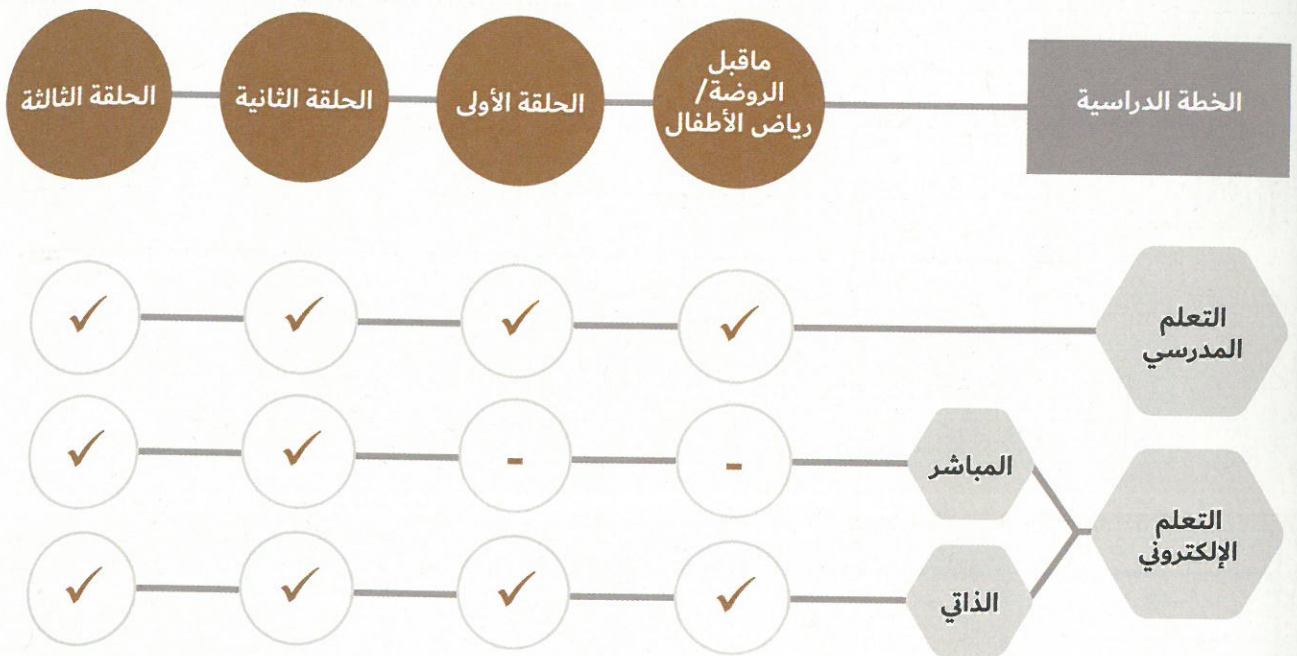 الخطة الدراسية
ماقبل
الروضة/
رياض الأطفال
الحلقة الأولى
الحلقة الثانية
الحلقة الثالثة
التعلم
المدرسي
✓ ✓ ✓ ✓
التعلم
الإلكتروني
المباشر
- - ✓ ✓
الذاتي
✓ ✓ ✓ ✓